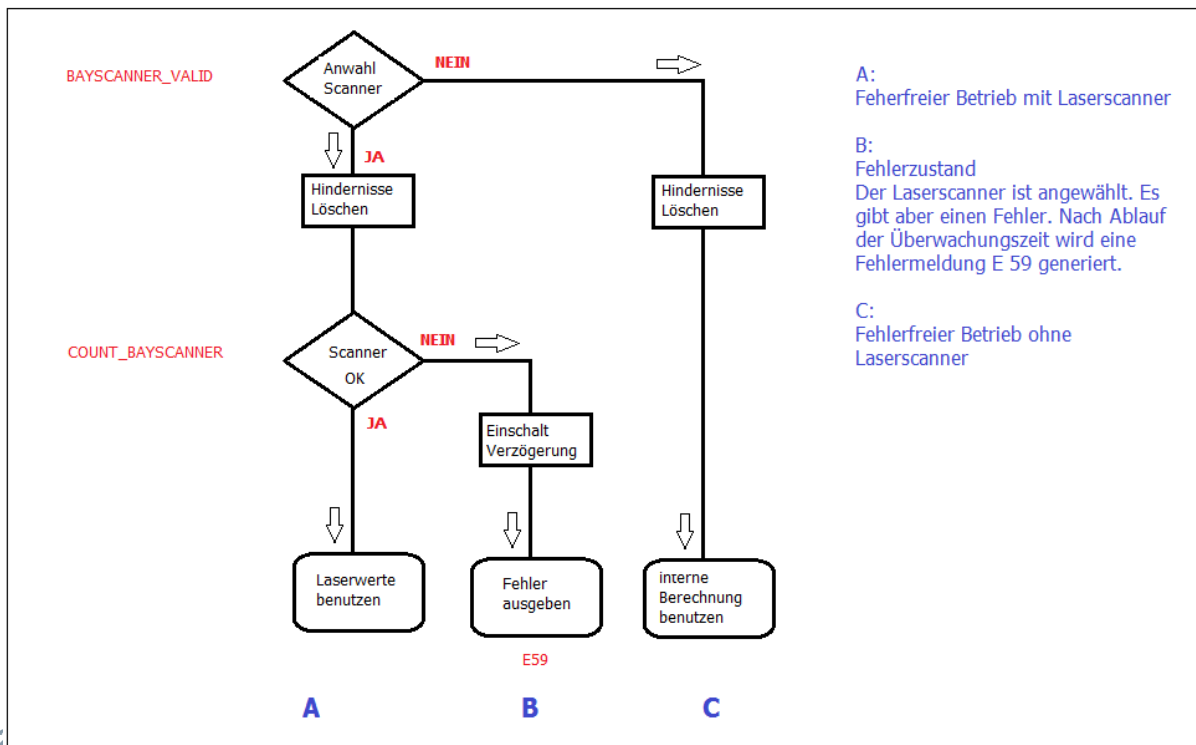 BAYSCANNER_VALID
Anwahl
Scanner
NEIN
JA
Hindernisse
Löschen
Hindernisse
Löschen
COUNT_BAYSCANNER
Scanner
OK
NEIN
JA
Einschalt
Verzögerung
Laserwerte
benutzen
Fehler
ausgeben
interne
Berechnung
benutzen
E59
A
B
C
A:
Feherfreier Betrieb mit Laserscanner
B:
Fehlerzustand
Der Laserscanner ist angewählt. Es
gibt aber einen Fehler. Nach Ablauf
der Überwachungszeit wird eine
Fehlermeldung E 59 generiert.
C:
Fehlerfreier Betrieb ohne
Laserscanner